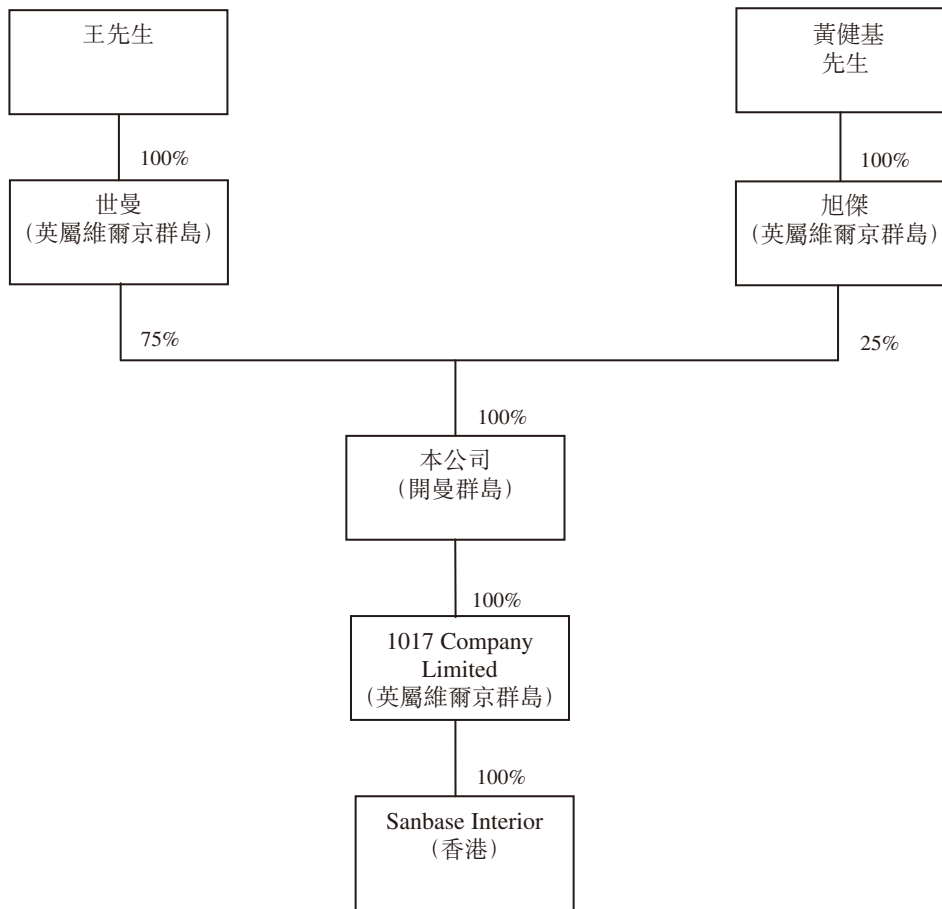 王先生
黃健基
先生
100%
100%
世曼
(英屬維爾京群島)
旭傑
(英屬維爾京群島)
75%
25%
100%
本公司
(開曼群島)
100%
1017 Company
Limited
(英屬維爾京群島)
100%
Sanbase Interior
(香港)